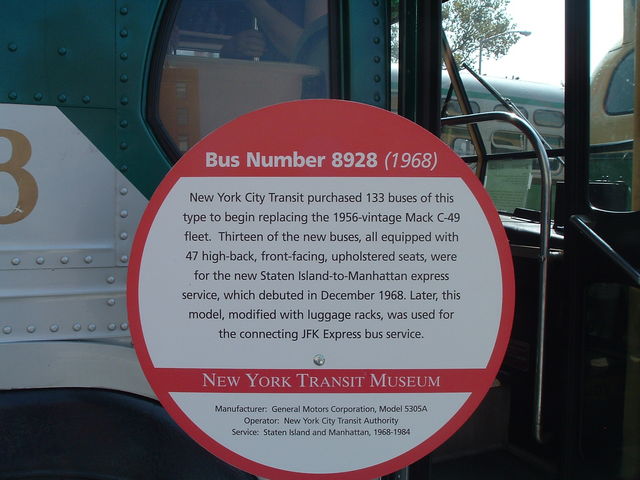 8
Bus Number 8928 (1968)
New York City Transit purchased 133 buses of this
type to begin replacing the 1956-vintage Mack C-49
fleet. Thirteen of the new buses, all equipped with
47 high-back, front-facing, upholstered seats, were
for the new Staten Island-to-Manhattan express
service, which debuted in December 1968. Later, this
model, modified with luggage racks, was used for
the connecting JFK Express bus service.
NEW YORK TRANSIT MUSEUM
Manufacturer: General Motors Corporation, Model 5305A
Operator: New York City Transit Authority
Service: Staten Island and Manhattan, 1968-1984